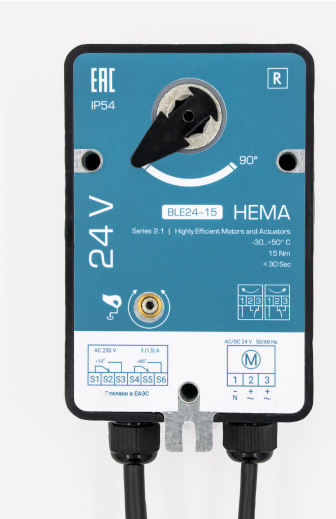 EAC
R
IP54
90°
24 V
BLE24-15 HEMA
Series 2.1 | Highly Efficient Motors and Actuators
-30..+50° C
15 Nm
< 30 Sec
1 2 3 1 2 3
AC 250 V 3 (1,5) A
<10° <85°
S1 S2 S3 S4 S5 S6
Сделано в ЕАЭС
AC/DC 24 V 50/60 Hz
M
1 2 3
− + +
N ~ ~